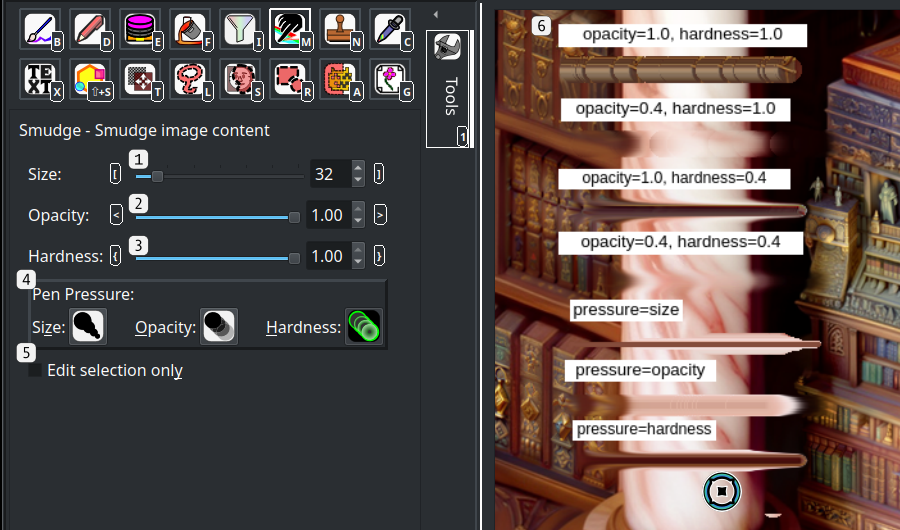 B D E F I M N C
TE
XT X ⇧+S T L S R A G
Smudge - Smudge image content
1
Size: [ 32 ]
2
Opacity: < 1.00 >
3
Hardness: { 1.00 }
4
Pen Pressure:
Size: Opacity: Hardness:
5
Edit selection only
Tools
1
6
opacity=1.0, hardness=1.0
opacity=0.4, hardness=1.0
opacity=1.0, hardness=0.4
opacity=0.4, hardness=0.4
pressure=size
pressure=opacity
pressure=hardness